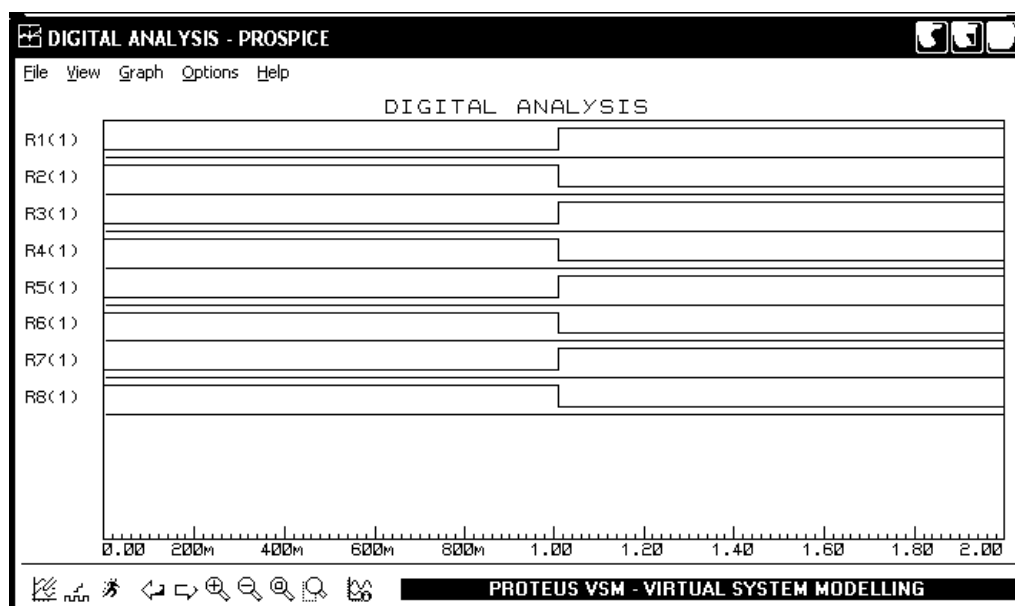 DIGITAL ANALYSIS - PROSPICE
File View Graph Options Help
DIGITAL ANALYSIS
R1(1)
R2(1)
R3(1)
R4(1)
R5(1)
R6(1)
R7(1)
R8(1)
0.00 200m 400m 600m 800m 1.00 1.20 1.40 1.60 1.80 2.00
PROTEUS VSM - VIRTUAL SYSTEM MODELLING